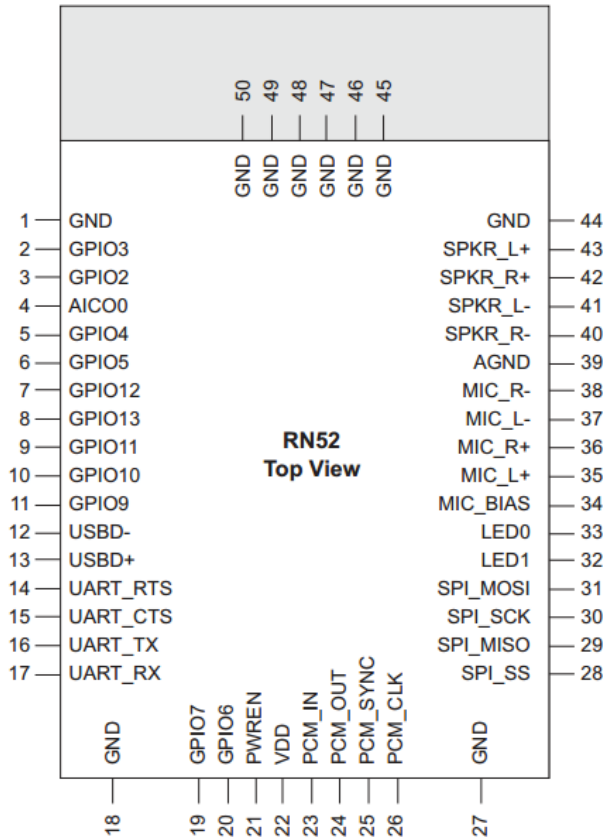 50 49 48 47 46 45
GND GND GND GND GND GND
1 GND GND 44
2 GPIO3 SPKR_L+ 43
3 GPIO2 SPKR_R+ 42
4 AICO0 SPKR_L- 41
5 GPIO4 SPKR_R- 40
6 GPIO5 AGND 39
7 GPIO12 MIC_R- 38
8 GPIO13 MIC_L- 37
9 GPIO11 MIC_R+ 36
RN52
10 GPIO10 MIC_L+ 35
Top View
11 GPIO9 MIC_BIAS 34
12 USBD- LED0 33
13 USBD+ LED1 32
14 UART_RTS SPI_MOSI 31
15 UART_CTS SPI_SCK 30
16 UART_TX SPI_MISO 29
17 UART_RX SPI_SS 28
GND GPIO7 GPIO6 PWREN VDD PCM_IN PCM_OUT PCM_SYNC PCM_CLK GND
18 19 20 21 22 23 24 25 26 27